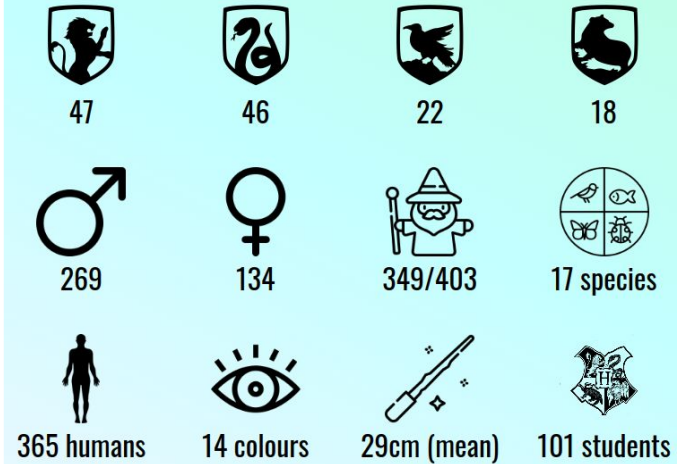 47 46 22 18
269 134 349/403 17 species
H
365 humans 14 colours 29cm (mean) 101 students